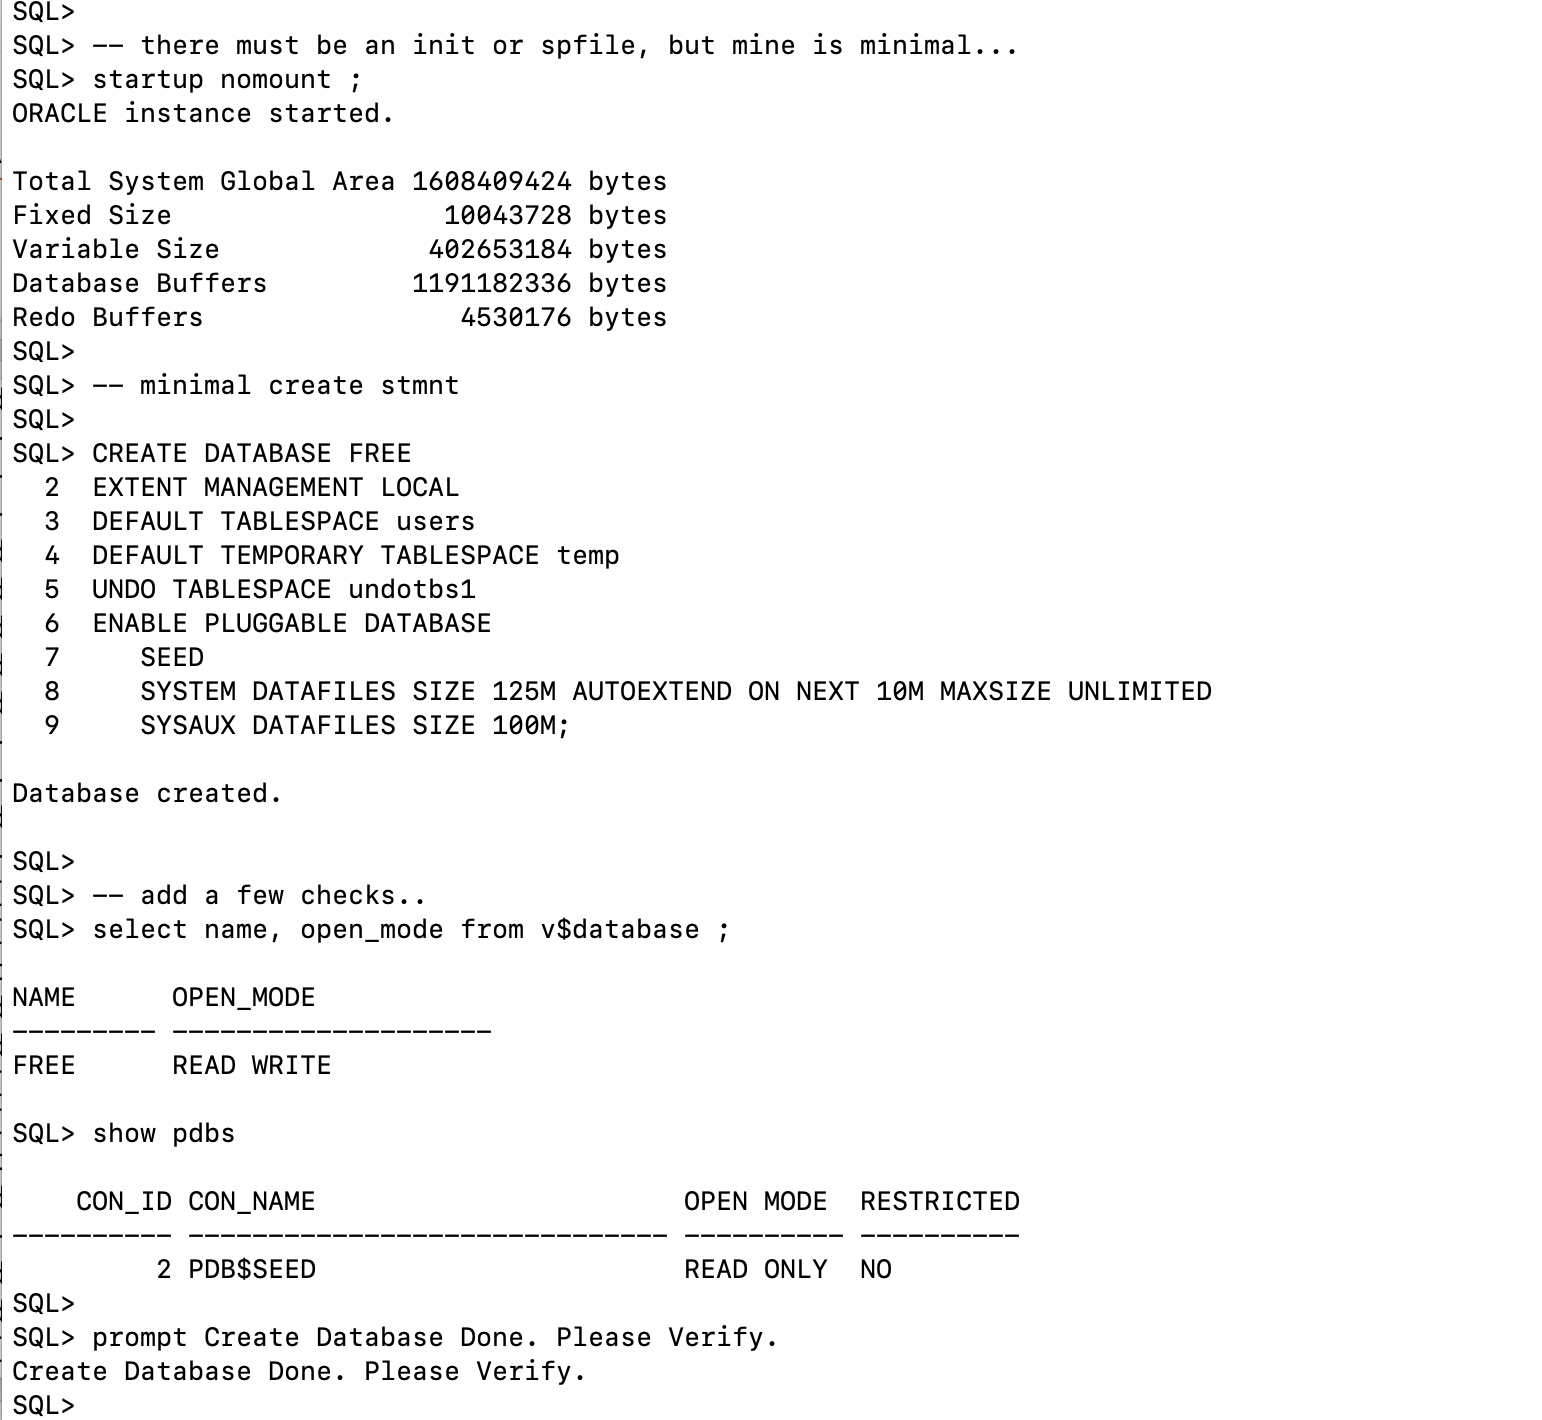 SQL>
SQL> -- there must be an init or spfile, but mine is minimal...
SQL> startup nomount ;
ORACLE instance started.

Total System Global Area 1608409424 bytes
Fixed Size                 10043728 bytes
Variable Size             402653184 bytes
Database Buffers         1191182336 bytes
Redo Buffers                4530176 bytes
SQL>
SQL> -- minimal create stmnt
SQL>
SQL> CREATE DATABASE FREE
  2  EXTENT MANAGEMENT LOCAL
  3  DEFAULT TABLESPACE users
  4  DEFAULT TEMPORARY TABLESPACE temp
  5  UNDO TABLESPACE undotbs1
  6  ENABLE PLUGGABLE DATABASE
  7     SEED
  8     SYSTEM DATAFILES SIZE 125M AUTOEXTEND ON NEXT 10M MAXSIZE UNLIMITED
  9     SYSAUX DATAFILES SIZE 100M;

Database created.

SQL>
SQL> -- add a few checks..
SQL> select name, open_mode from v$database ;

NAME      OPEN_MODE
--------- --------------------
FREE      READ WRITE

SQL> show pdbs

    CON_ID CON_NAME                       OPEN MODE  RESTRICTED
---------- ------------------------------ ---------- ----------
         2 PDB$SEED                       READ ONLY  NO
SQL>
SQL> prompt Create Database Done. Please Verify.
Create Database Done. Please Verify.
SQL>